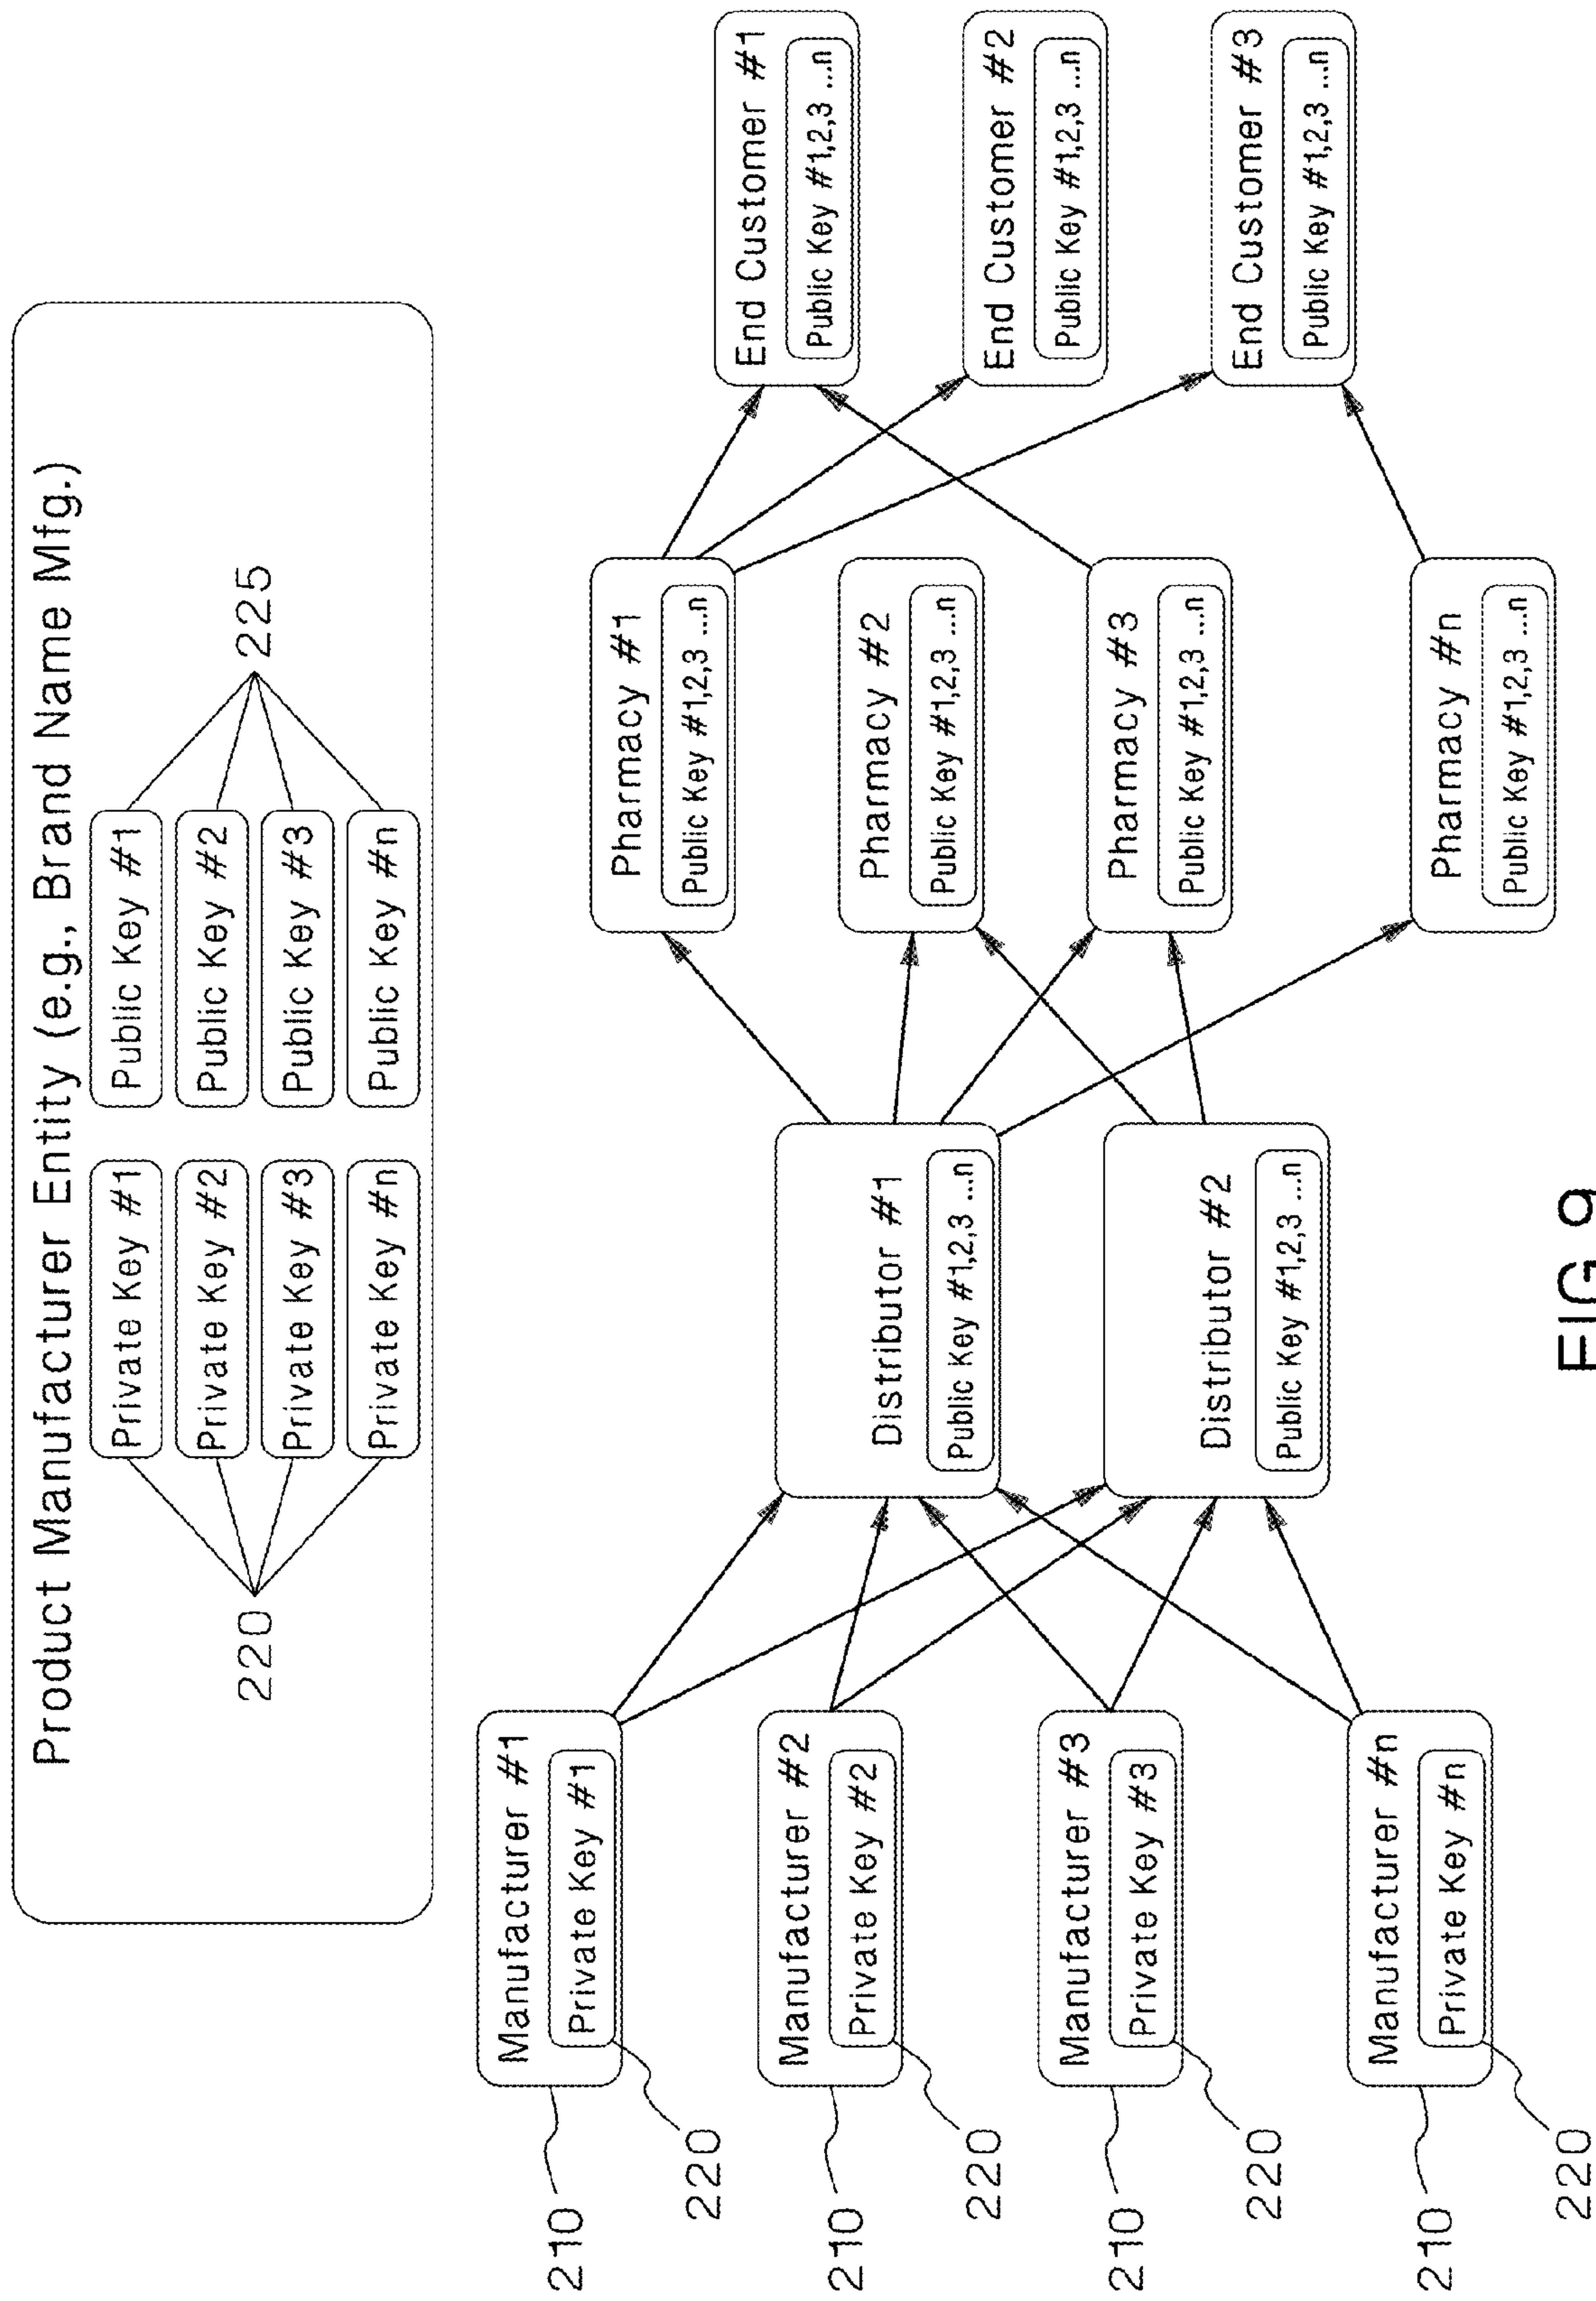 Product Manufacturer Entity (e.g., Brand Name Mfg.)
Private Key #1
Public Key #1
Private Key #2
Public Key #2
Private Key #3
Public Key #3
Private Key #n
Public Key #n
220
225
Manufacturer #1
Private Key #1
210
220
Manufacturer #2
Private Key #2
210
220
Manufacturer #3
Private Key #3
210
220
Manufacturer #n
Private Key #n
210
220
Distributor #1
Public Key #1,2,3 ...n
Distributor #2
Public Key #1,2,3 ...n
Pharmacy #1
Public Key #1,2,3 ...n
Pharmacy #2
Public Key #1,2,3 ...n
Pharmacy #3
Public Key #1,2,3 ...n
Pharmacy #n
Public Key #1,2,3 ...n
End Customer #1
Public Key #1,2,3 ...n
End Customer #2
Public Key #1,2,3 ...n
End Customer #3
Public Key #1,2,3 ...n
FIG.9